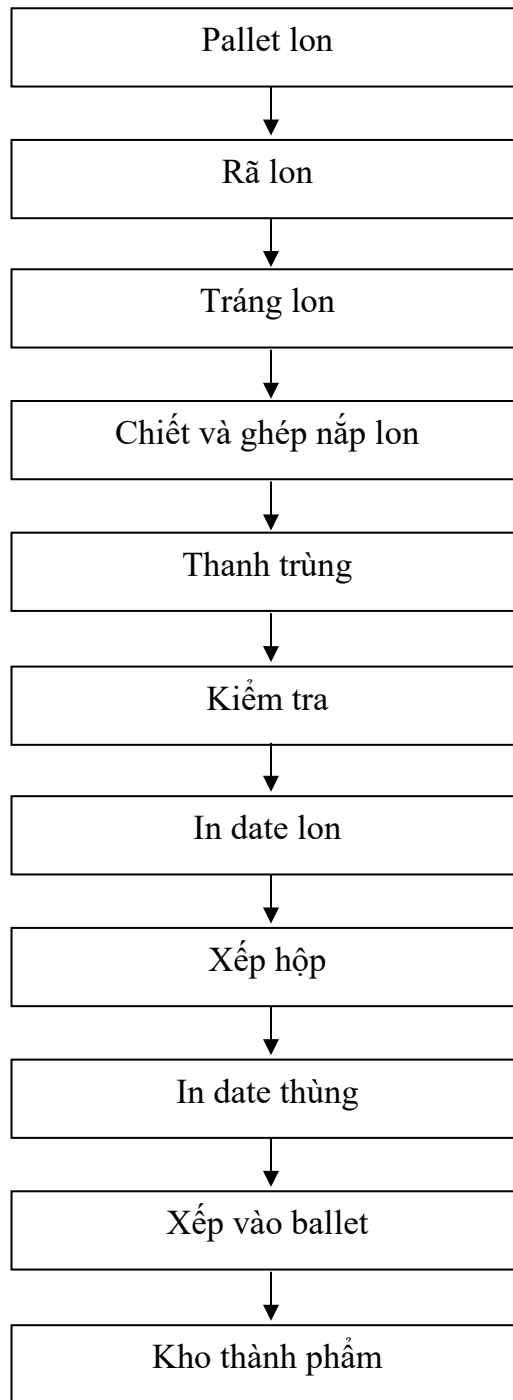 Pallet lon
Rã lon
Tráng lon
Chiết và ghép nắp lon
Thanh trùng
Kiểm tra
In date lon
Xếp hộp
In date thùng
Xếp vào ballet
Kho thành phẩm